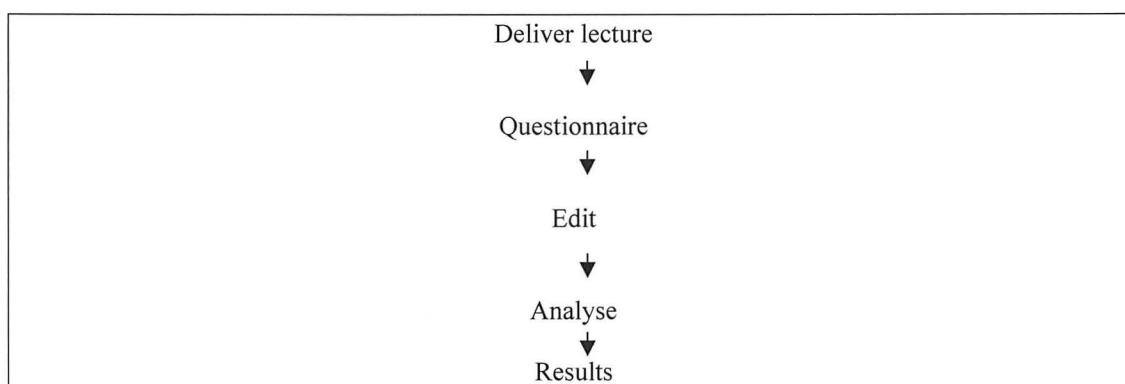 Deliver lecture
Questionnaire
Edit
Analyse
Results